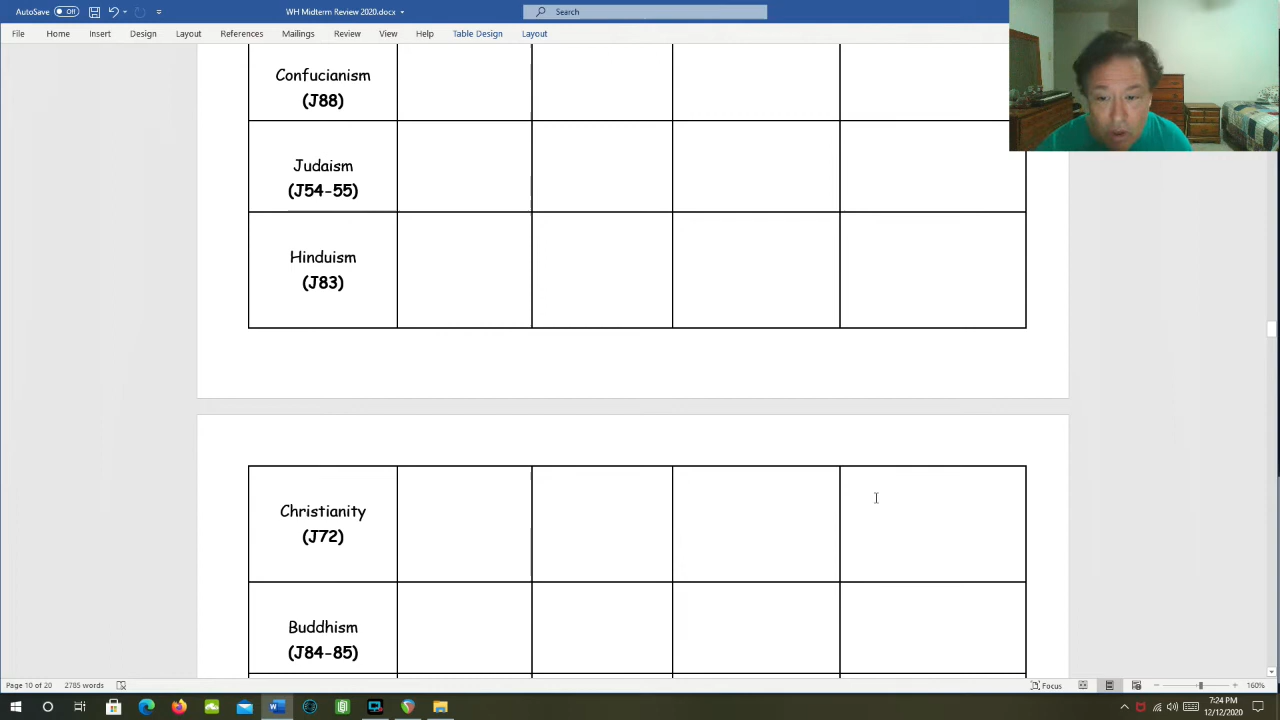 AutoSave Off WH Midterm Review 2020.docx Search
File Home Insert Design Layout References Mailings Review View Help Table Design Layout
Confucianism
(J88)
Judaism
(J54-55)
Hinduism
(J83)
Christianity
(J72)
Buddhism
(J84-85)
Page 10 of 20 2785 words Focus 160%
7:24 PM
12/12/2020